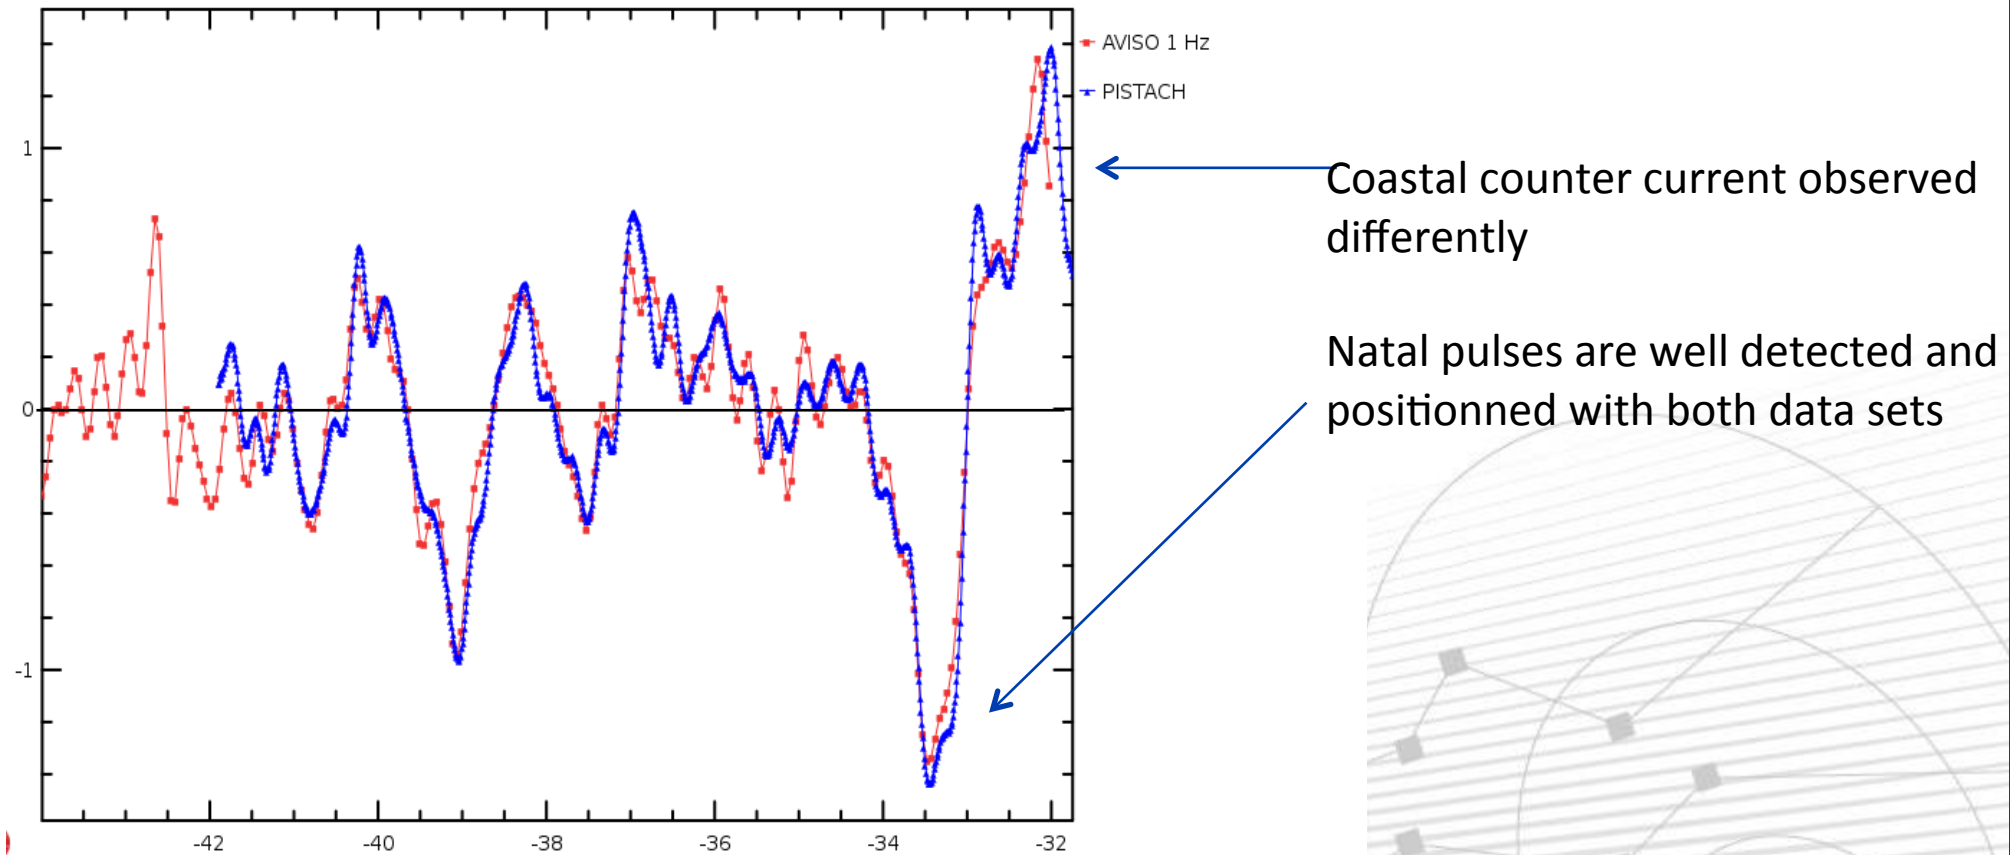 AVISO 1 Hz
PISTACH
1
0
-1
-42
-40
-38
-36
-34
-32
Coastal counter current observed
differently
Natal pulses are well detected and
positionned with both data sets